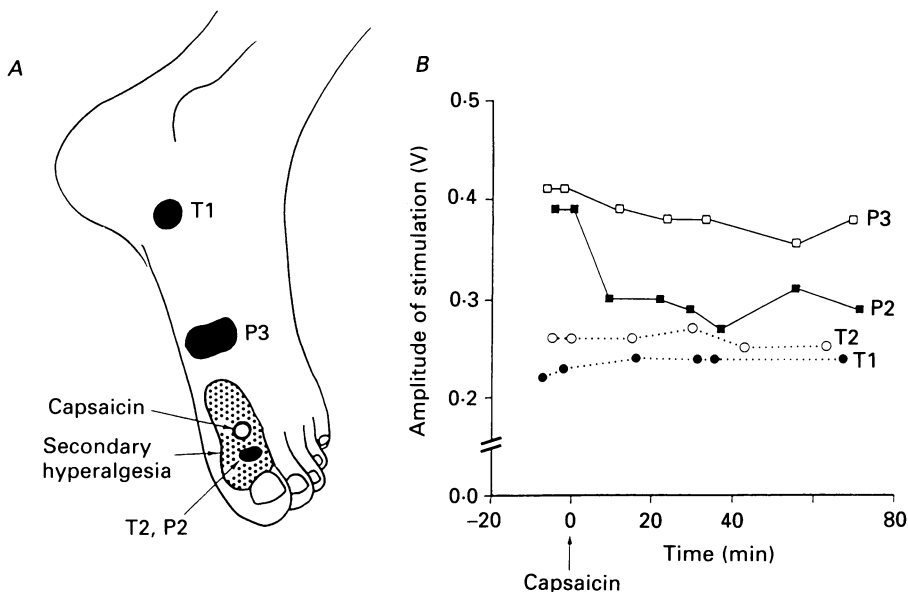 A
T1
P3
Capsaicin
Secondary
hyperalgesia
T2, P2
B
Amplitude of stimulation (V)
0·5
0·4
0·3
0·2
0·0
P3
P2
T2
T1
−20 0 20 40 80
Time (min)
Capsaicin